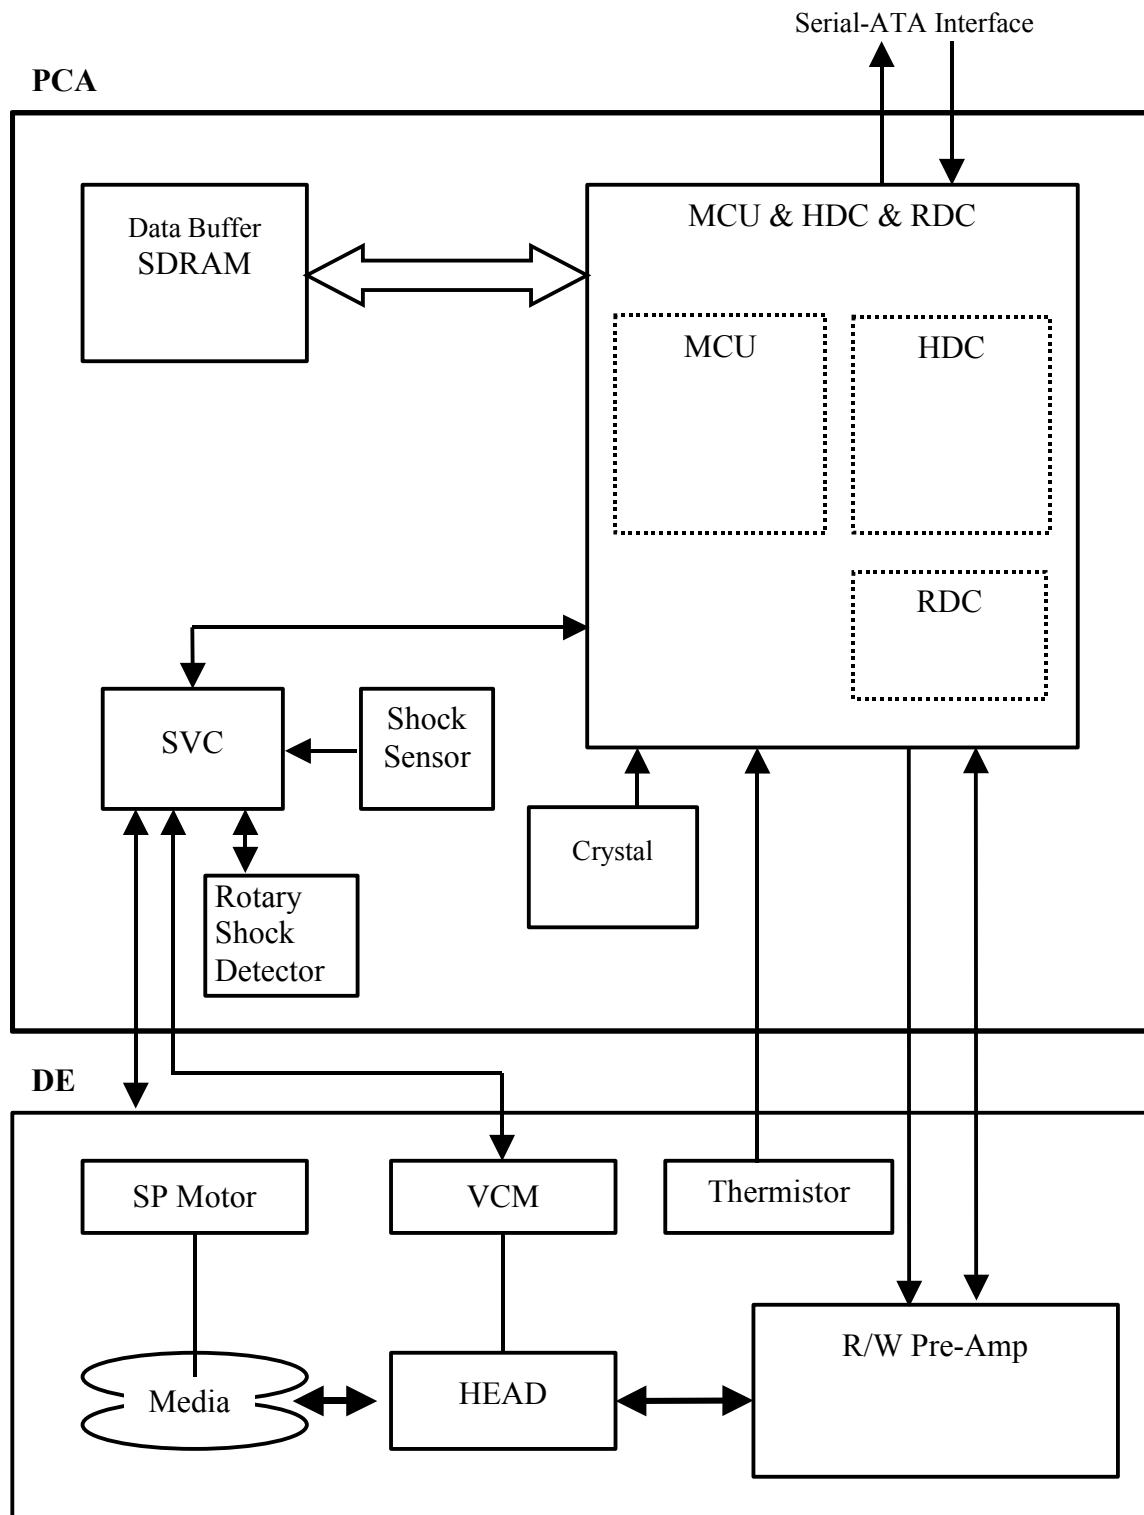 Serial-ATA Interface
PCA
Data Buffer
SDRAM
MCU & HDC & RDC
MCU
HDC
RDC
SVC
Shock
Sensor
Crystal
Rotary
Shock
Detector
DE
SP Motor
VCM
Thermistor
R/W Pre-Amp
Media
HEAD